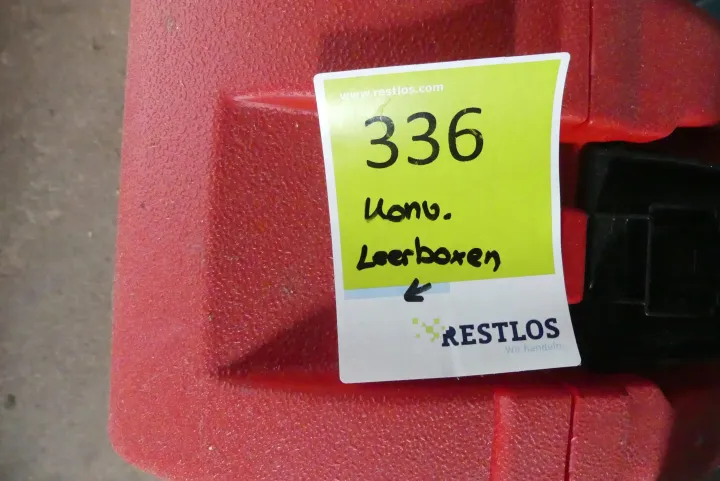 www.restlos.com
336
Konv.
Leerboxen
RESTLOS
Wir handeln.